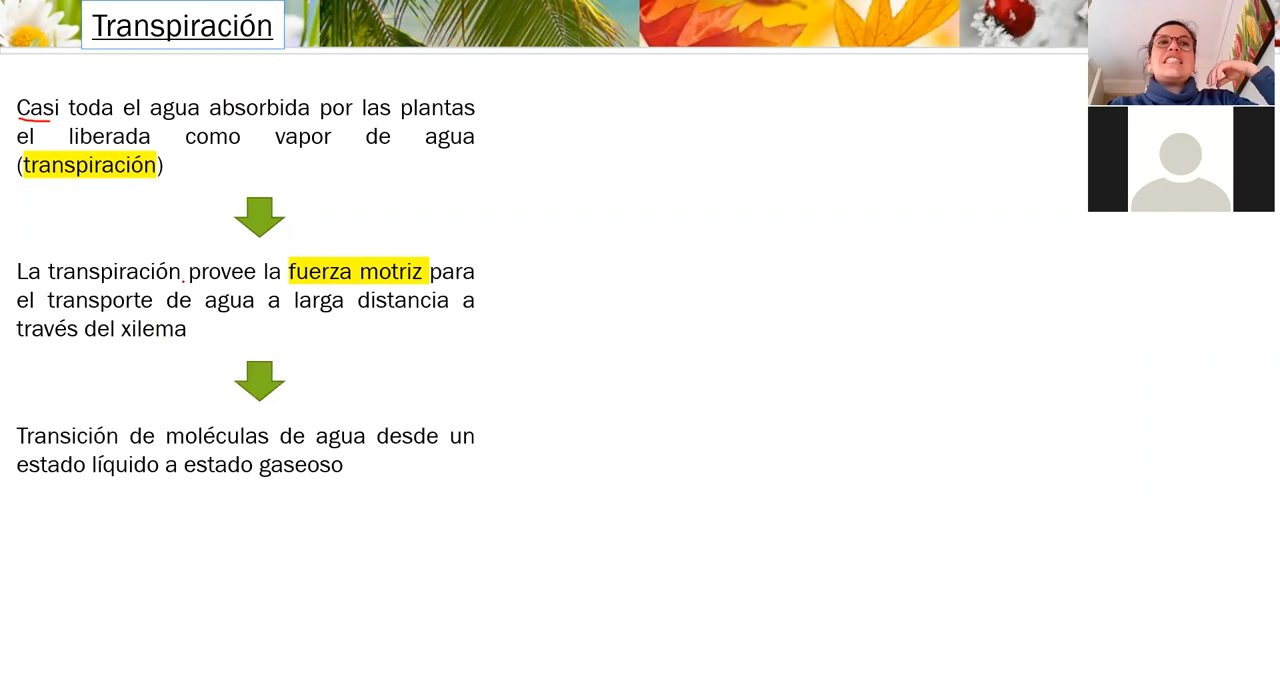 Transpiración
Casi toda el agua absorbida por las plantas
el liberada como vapor de agua
(transpiración)
La transpiración provee la fuerza motriz para
el transporte de agua a larga distancia a
través del xilema
Transición de moléculas de agua desde un
estado líquido a estado gaseoso